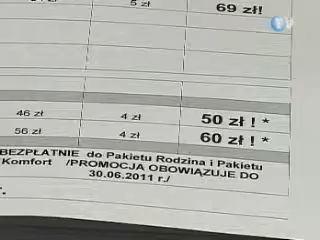 5 zł 69 zł!
46 zł 4 zł 50 zł ! *
56 zł 4 zł 60 zł ! *
BEZPŁATNIE do Pakietu Rodzina i Pakietu
Komfort /PROMOCJA OBOWIĄZUJE DO
30.06.2011 r./